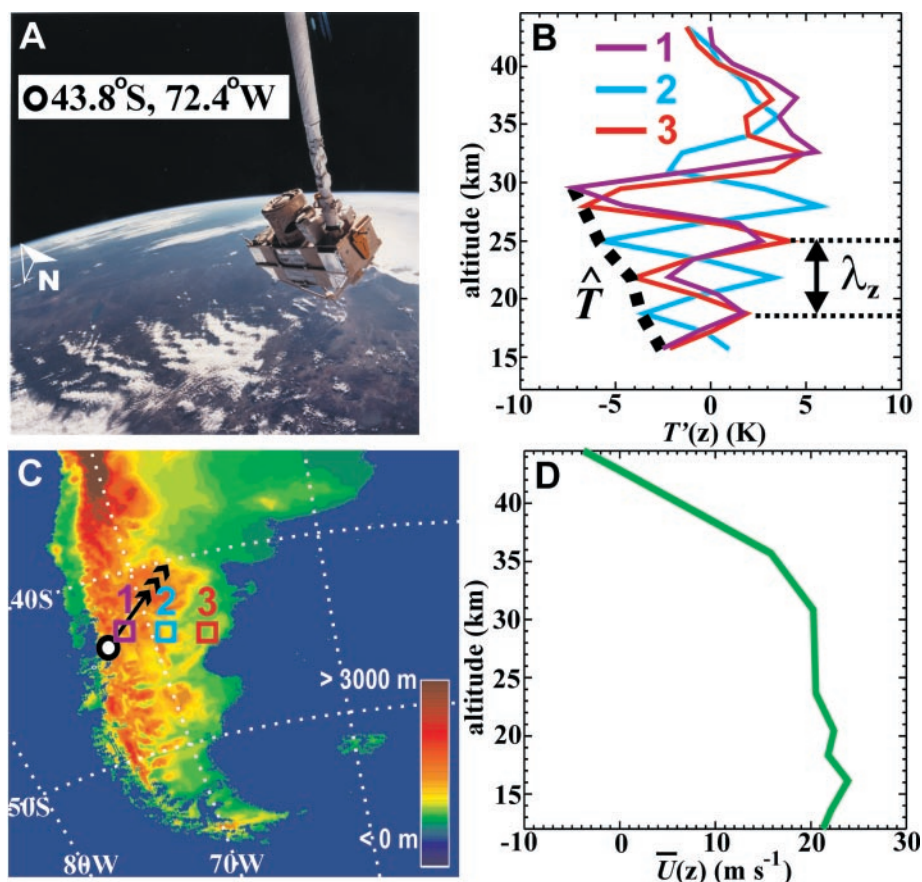 A
43.8°S, 72.4°W
N
B
1
2
3
40
35
30
25
20
15
altitude (km)
T̂
λz
-10 -5 0 5 10
T'(z) (K)
C
40S
50S
80W 70W
1 2 3
> 3000 m
< 0 m
D
40
35
30
25
20
15
altitude (km)
-10 0 10 20 30
U̅(z) (m s⁻¹)